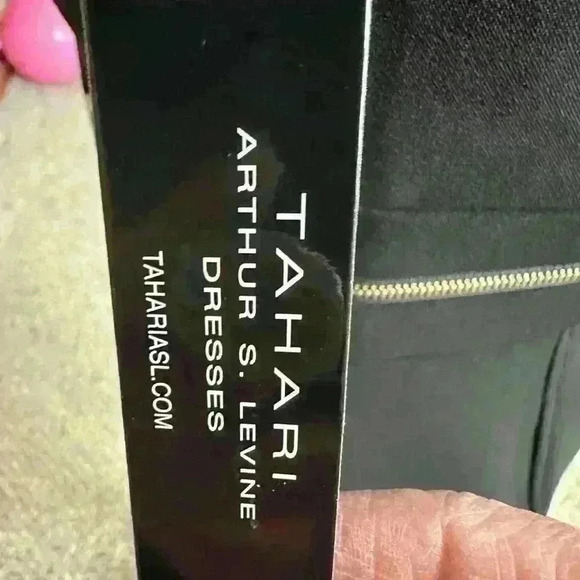 TAHARI
ARTHUR S. LEVINE®
DRESSES
TAHARIASL.COM